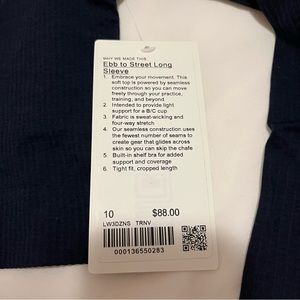 WHY WE MADE THIS
Ebb to Street Long
Sleeve
1. Embrace your movement. This
soft top is powered by seamless
construction so you can move
freely through your practice,
training, and beyond
2. Intended to provide light
support for a B/C cup
3. Fabric is sweat-wicking and
four-way stretch
4. Our seamless construction uses
the fewest number of seams to
create gear that glides across
skin so you can skip the chafe
5. Built-in shelf bra for added
support and coverage
6. Tight fit, cropped length
10 $88.00
LW3DZNS TRNV
000136550283